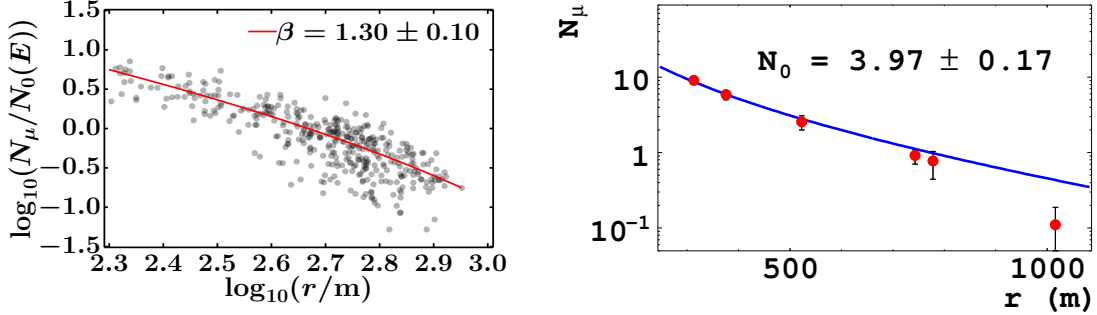 log₁₀(N_μ/N₀(E))
1.5
1.0
0.5
0.0
−0.5
−1.0
−1.5
β = 1.30 ± 0.10
2.3 2.4 2.5 2.6 2.7 2.8 2.9 3.0
log₁₀(r/m)
N_μ
10
1
10⁻¹
N₀ = 3.97 ± 0.17
500 1000
r (m)